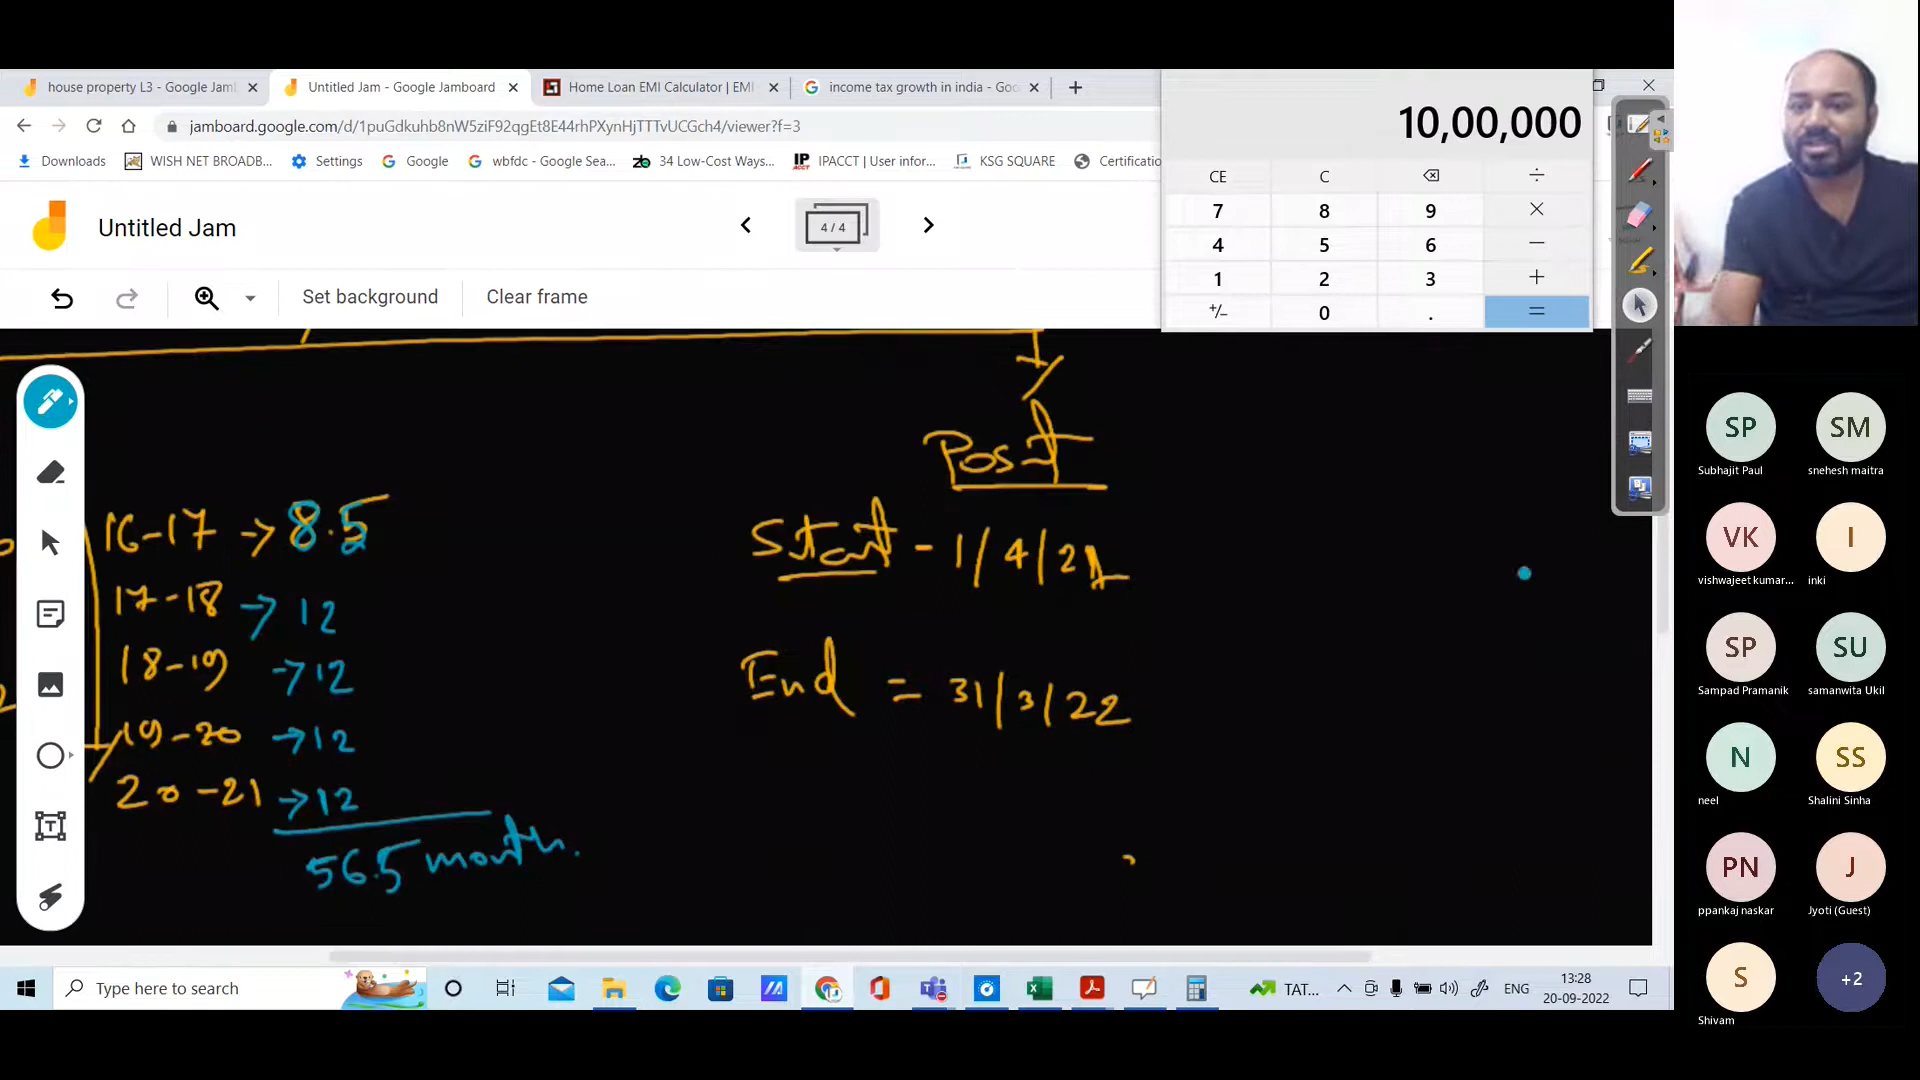 house property L3 - Google Jam
Untitled Jam - Google Jamboard
Home Loan EMI Calculator | EMI
income tax growth in india - Goo
jamboard.google.com/d/1puGdkuhb8nW5ziF92qgEt8E44rhPXynHjTTTvUCGch4/viewer?f=3
Downloads
WISH NET BROADB...
Settings
Google
wbfdc - Google Sea...
34 Low-Cost Ways...
IPACCT | User infor...
KSG SQUARE
Certificatio
Untitled Jam
4 / 4
Set background
Clear frame
10,00,000
CE C ÷
7 8 9 ×
4 5 6 −
1 2 3 +
+/- 0 . =
Post
16-17 → 8.5
17-18 → 12
18-19 → 12
19-20 → 12
20-21 → 12
56.5 month.
Start - 1/4/21
End = 31/3/22
SP
Subhajit Paul
SM
snehesh maitra
VK
vishwajeet kumar...
I
inki
SP
Sampad Pramanik
SU
samanwita Ukil
N
neel
SS
Shalini Sinha
PN
ppankaj naskar
J
Jyoti (Guest)
S
Shivam
+2
Type here to search
TAT...
ENG
13:28
20-09-2022